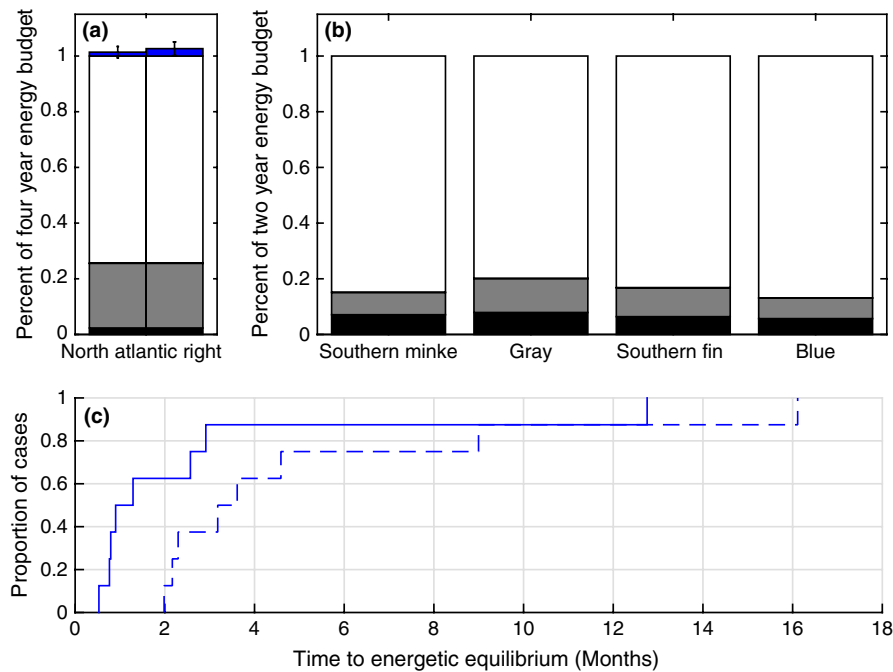 (a)
Percent of four year energy budget
1
0.8
0.6
0.4
0.2
0
North atlantic right
(b)
Percent of two year energy budget
1
0.8
0.6
0.4
0.2
0
Southern minke Gray Southern fin Blue
(c)
Proportion of cases
1
0.8
0.6
0.4
0.2
0
0 2 4 6 8 10 12 14 16 18
Time to energetic equilibrium (Months)